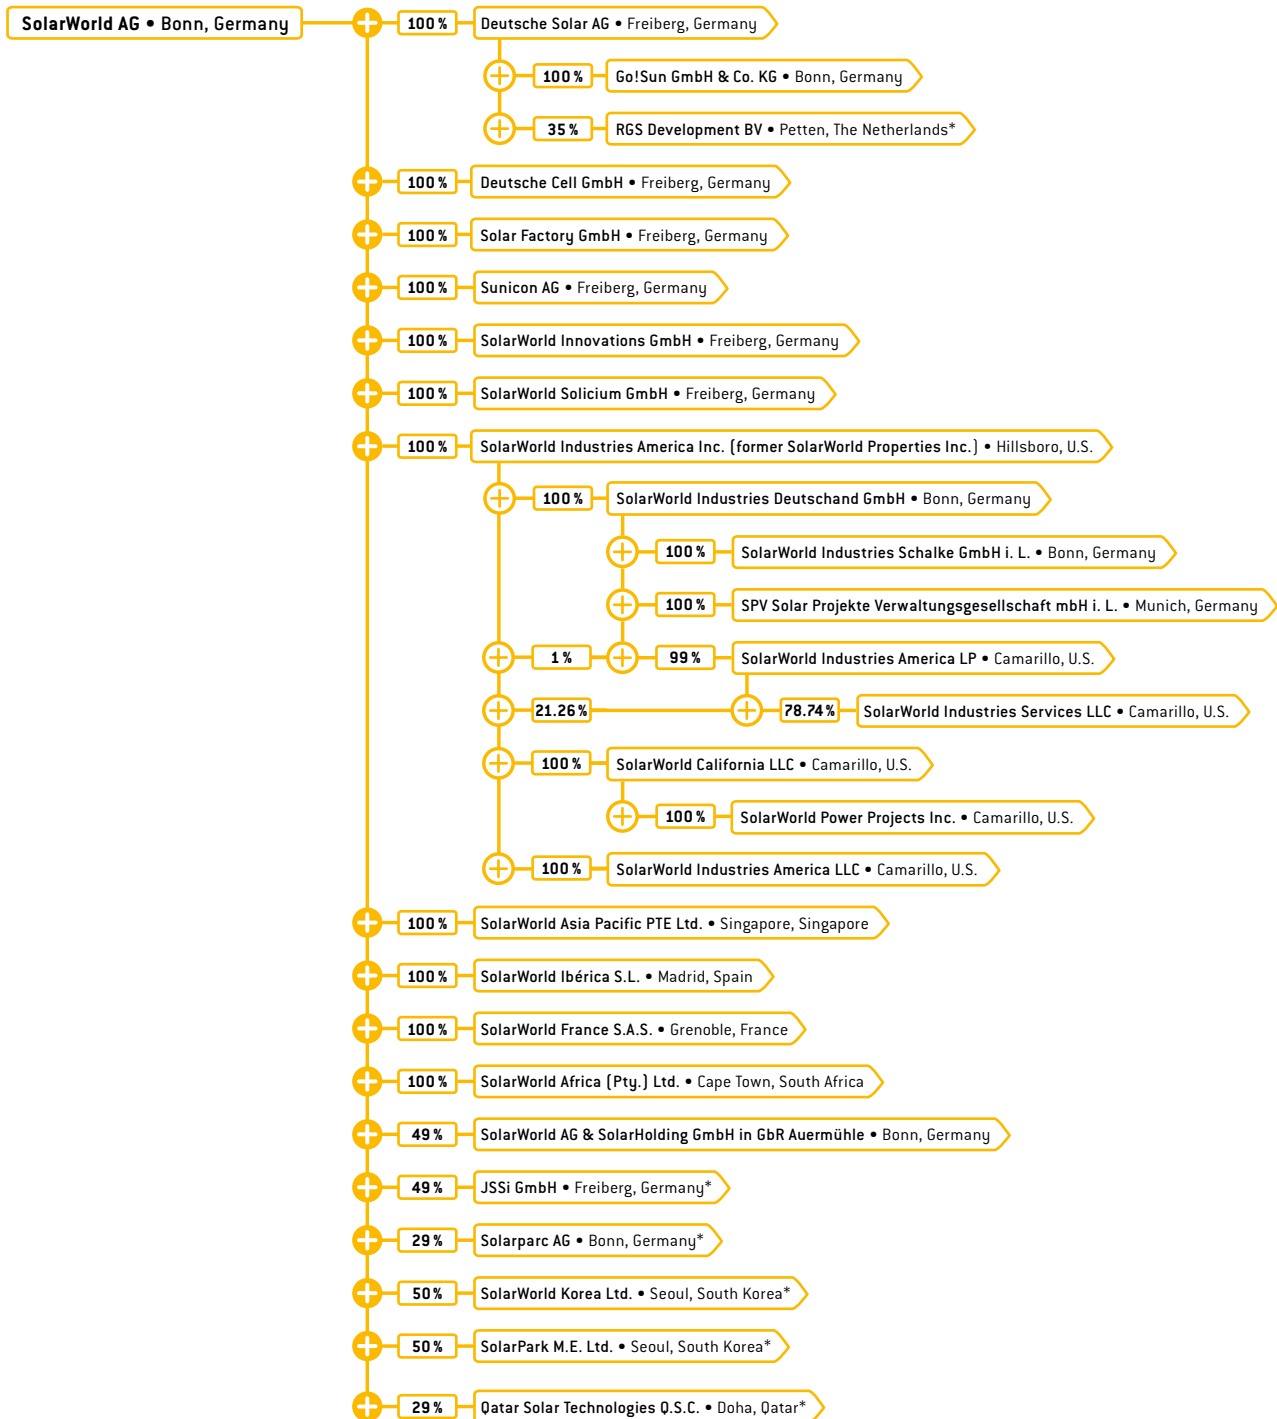 SolarWorld AG • Bonn, Germany 100 % Deutsche Solar AG • Freiberg, Germany
100 % Go!Sun GmbH & Co. KG • Bonn, Germany
35 % RGS Development BV • Petten, The Netherlands*
100 % Deutsche Cell GmbH • Freiberg, Germany
100 % Solar Factory GmbH • Freiberg, Germany
100 % Sunicon AG • Freiberg, Germany
100 % SolarWorld Innovations GmbH • Freiberg, Germany
100 % SolarWorld Solicium GmbH • Freiberg, Germany
100 % SolarWorld Industries America Inc. (former SolarWorld Properties Inc.) • Hillsboro, U.S.
100 % SolarWorld Industries Deutschand GmbH • Bonn, Germany
100 % SolarWorld Industries Schalke GmbH i. L. • Bonn, Germany
100 % SPV Solar Projekte Verwaltungsgesellschaft mbH i. L. • Munich, Germany
1 % 99 % SolarWorld Industries America LP • Camarillo, U.S.
21.26 % 78.74 % SolarWorld Industries Services LLC • Camarillo, U.S.
100 % SolarWorld California LLC • Camarillo, U.S.
100 % SolarWorld Power Projects Inc. • Camarillo, U.S.
100 % SolarWorld Industries America LLC • Camarillo, U.S.
100 % SolarWorld Asia Pacific PTE Ltd. • Singapore, Singapore
100 % SolarWorld Ibérica S.L. • Madrid, Spain
100 % SolarWorld France S.A.S. • Grenoble, France
100 % SolarWorld Africa (Pty.) Ltd. • Cape Town, South Africa
49 % SolarWorld AG & SolarHolding GmbH in GbR Auermühle • Bonn, Germany
49 % JSSi GmbH • Freiberg, Germany*
29 % Solarparc AG • Bonn, Germany*
50 % SolarWorld Korea Ltd. • Seoul, South Korea*
50 % SolarPark M.E. Ltd. • Seoul, South Korea*
29 % Qatar Solar Technologies Q.S.C. • Doha, Qatar*